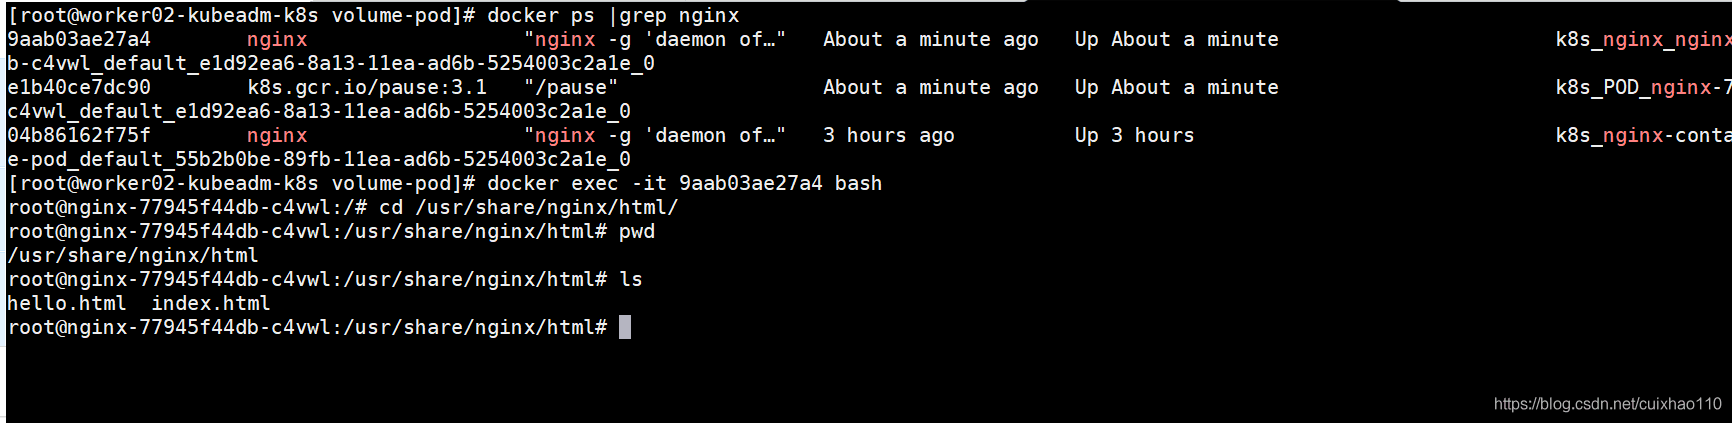 [root@worker02-kubeadm-k8s volume-pod]# docker ps |grep nginx
9aab03ae27a4        nginx                  "nginx -g 'daemon of…"   About a minute ago   Up About a minute                       k8s_nginx_nginx
b-c4vwl_default_e1d92ea6-8a13-11ea-ad6b-5254003c2a1e_0
e1b40ce7dc90        k8s.gcr.io/pause:3.1   "/pause"                 About a minute ago   Up About a minute                       k8s_POD_nginx-7
c4vwl_default_e1d92ea6-8a13-11ea-ad6b-5254003c2a1e_0
04b86162f75f        nginx                  "nginx -g 'daemon of…"   3 hours ago          Up 3 hours                              k8s_nginx-conta
e-pod_default_55b2b0be-89fb-11ea-ad6b-5254003c2a1e_0
[root@worker02-kubeadm-k8s volume-pod]# docker exec -it 9aab03ae27a4 bash
root@nginx-77945f44db-c4vwl:/# cd /usr/share/nginx/html/
root@nginx-77945f44db-c4vwl:/usr/share/nginx/html# pwd
/usr/share/nginx/html
root@nginx-77945f44db-c4vwl:/usr/share/nginx/html# ls
hello.html  index.html
root@nginx-77945f44db-c4vwl:/usr/share/nginx/html#
https://blog.csdn.net/cuixhao110